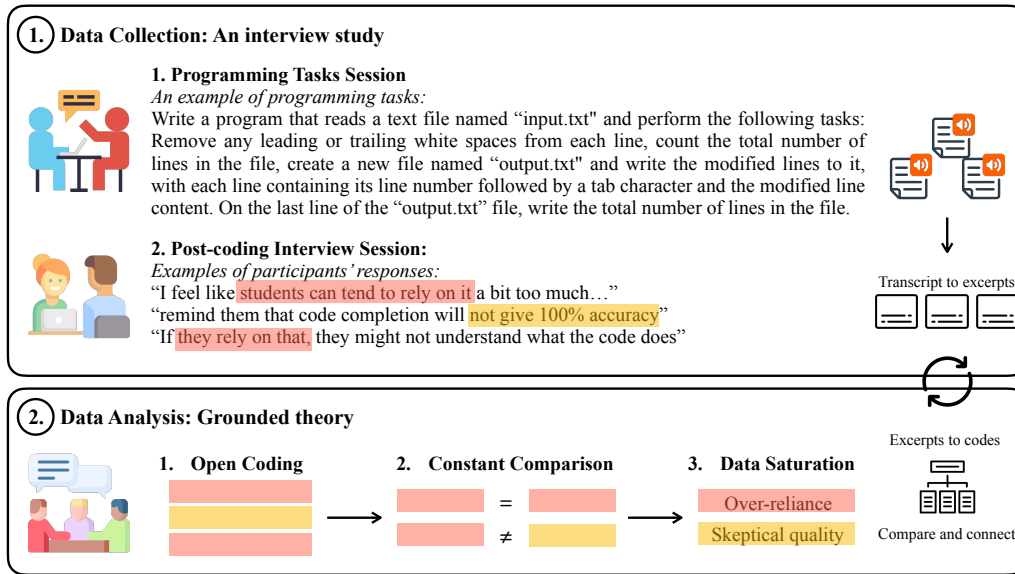 1. Data Collection: An interview study
1. Programming Tasks Session
An example of programming tasks:
Write a program that reads a text file named “input.txt" and perform the following tasks:
Remove any leading or trailing white spaces from each line, count the total number of
lines in the file, create a new file named “output.txt" and write the modified lines to it,
with each line containing its line number followed by a tab character and the modified line
content. On the last line of the “output.txt” file, write the total number of lines in the file.
2. Post-coding Interview Session:
Examples of participants’ responses:
“I feel like students can tend to rely on it a bit too much…”
“remind them that code completion will not give 100% accuracy”
“If they rely on that, they might not understand what the code does”
Transcript to excerpts
2. Data Analysis: Grounded theory
1. Open Coding
2. Constant Comparison
=
≠
3. Data Saturation
Over-reliance
Skeptical quality
Excerpts to codes
Compare and connect